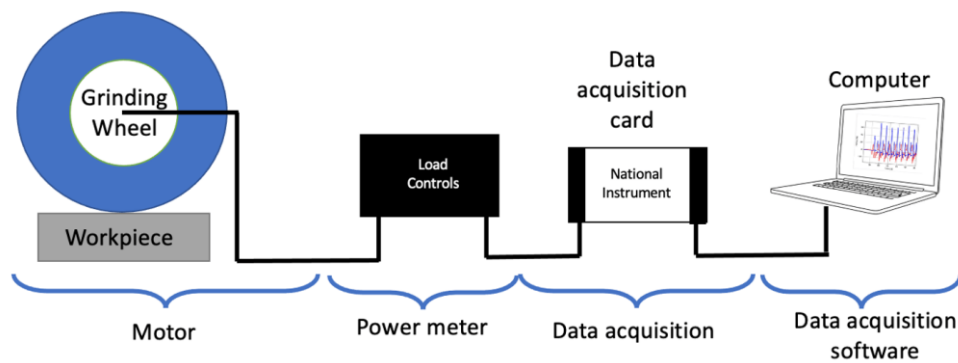 Grinding
Wheel
Workpiece
Load
Controls
Data
acquisition
card
National
Instrument
Computer
Motor
Power meter
Data acquisition
Data acquisition
software